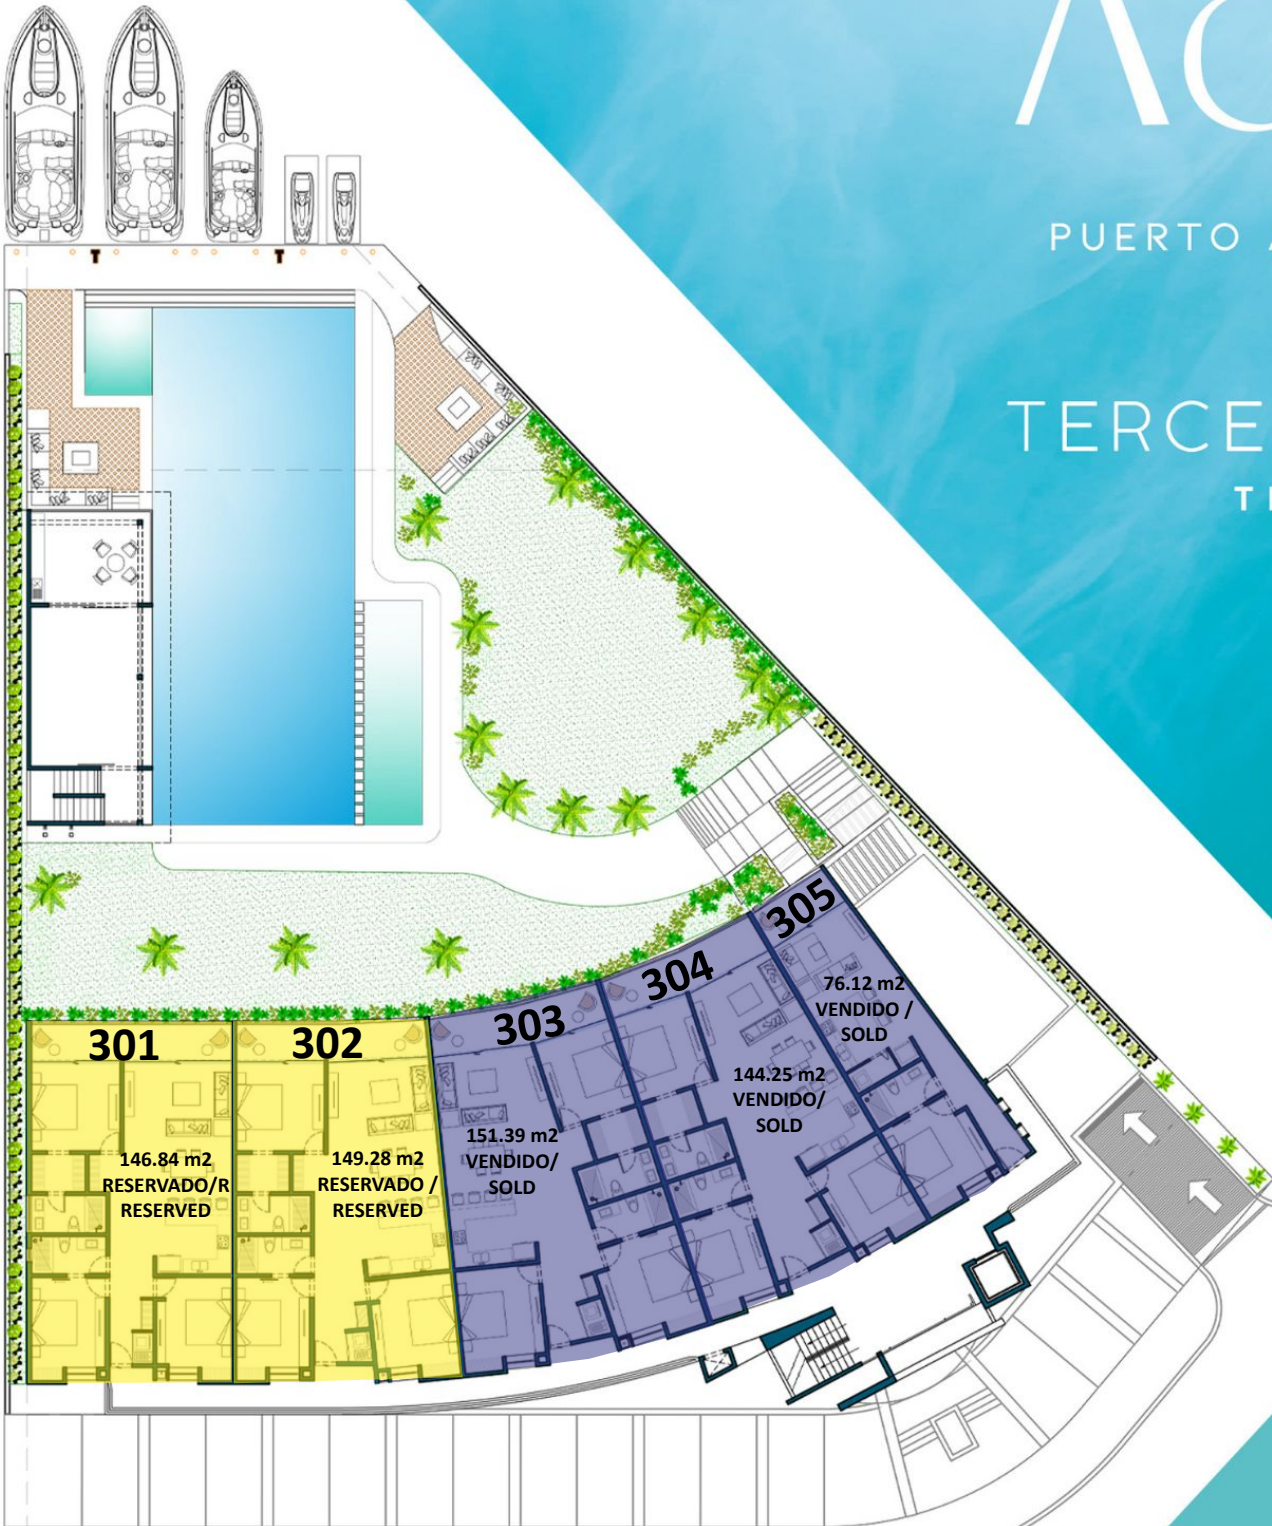 PUERTO A
TERCE
T
305
304
303
302
301
76.12 m2
VENDIDO /
SOLD
144.25 m2
VENDIDO/
SOLD
151.39 m2
VENDIDO/
SOLD
149.28 m2
RESERVADO /
RESERVED
146.84 m2
RESERVADO/R
RESERVED
T
T